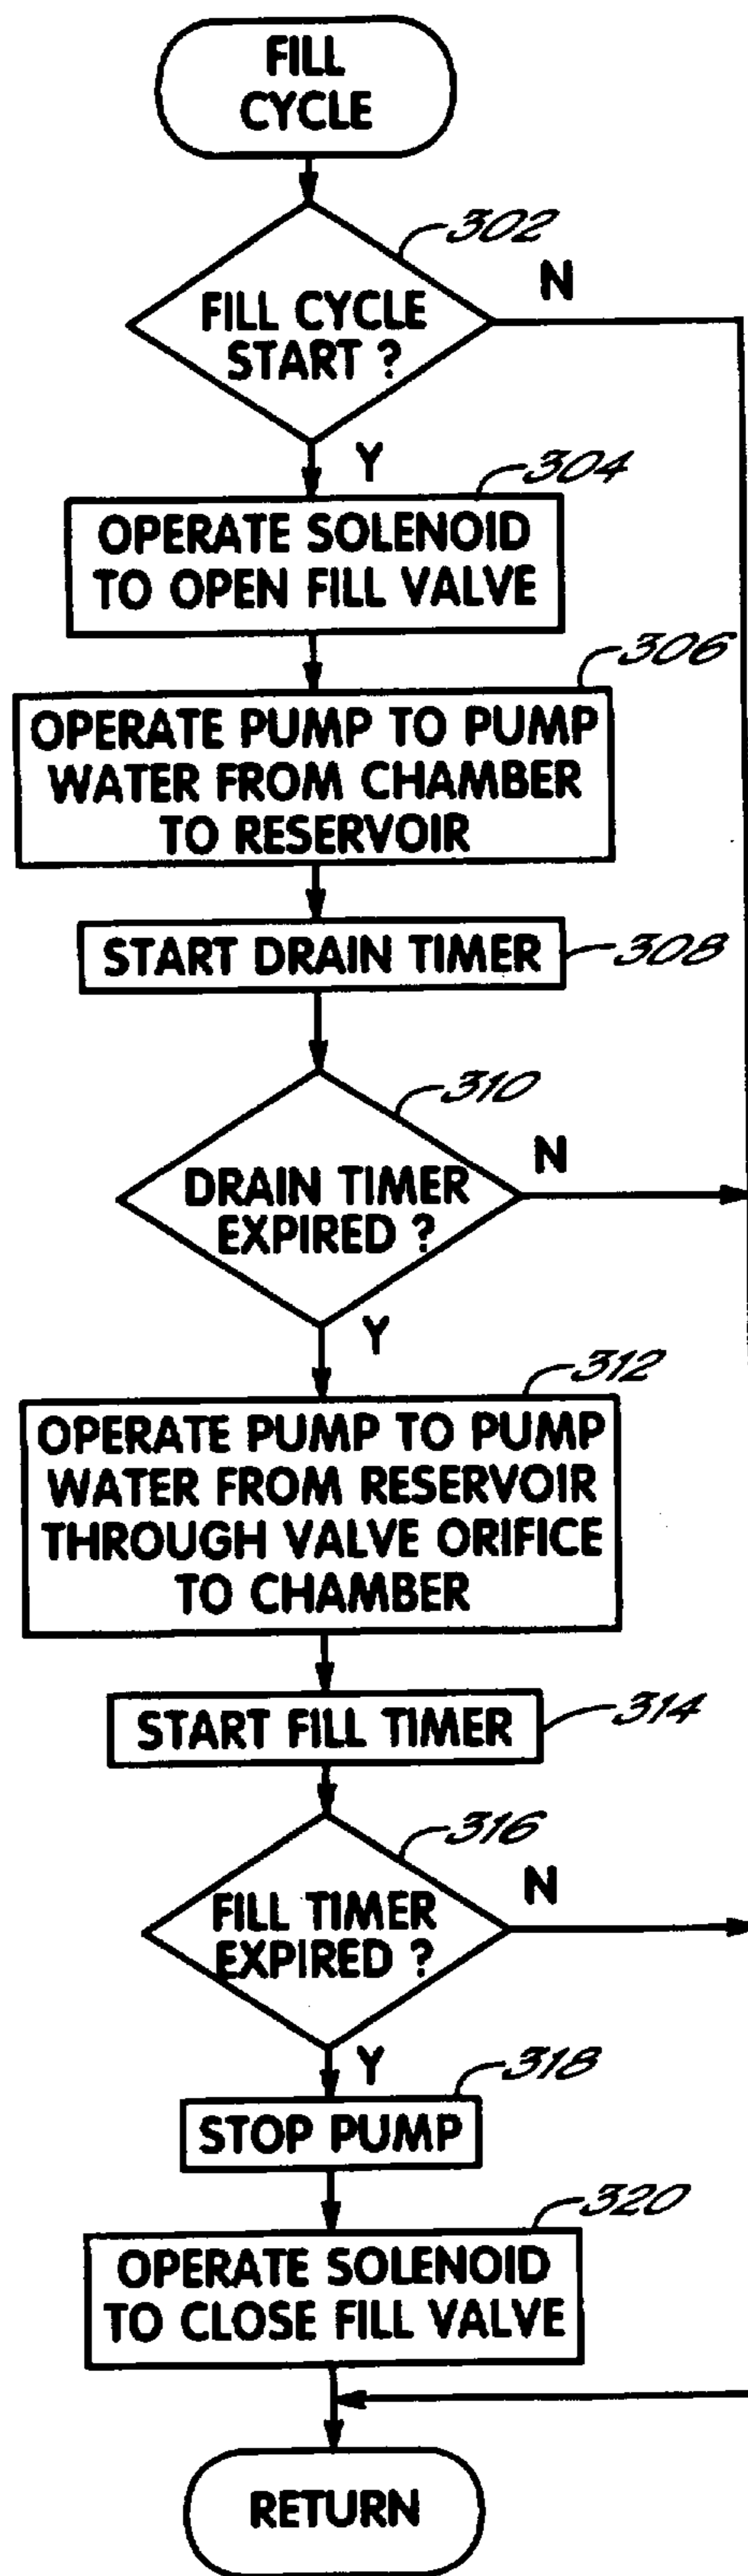 FILL
CYCLE
302
FILL CYCLE
START ?
N
Y
304
OPERATE SOLENOID
TO OPEN FILL VALVE
306
OPERATE PUMP TO PUMP
WATER FROM CHAMBER
TO RESERVOIR
START DRAIN TIMER
308
310
DRAIN TIMER
EXPIRED ?
N
Y
312
OPERATE PUMP TO PUMP
WATER FROM RESERVOIR
THROUGH VALVE ORIFICE
TO CHAMBER
START FILL TIMER
314
316
FILL TIMER
EXPIRED ?
N
Y
318
STOP PUMP
320
OPERATE SOLENOID
TO CLOSE FILL VALVE
RETURN